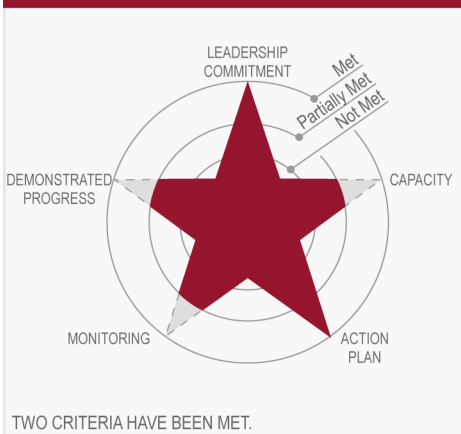 LEADERSHIP
COMMITMENT
Met
Partially Met
Not Met
DEMONSTRATED
PROGRESS
CAPACITY
MONITORING
ACTION
PLAN
TWO CRITERIA HAVE BEEN MET.